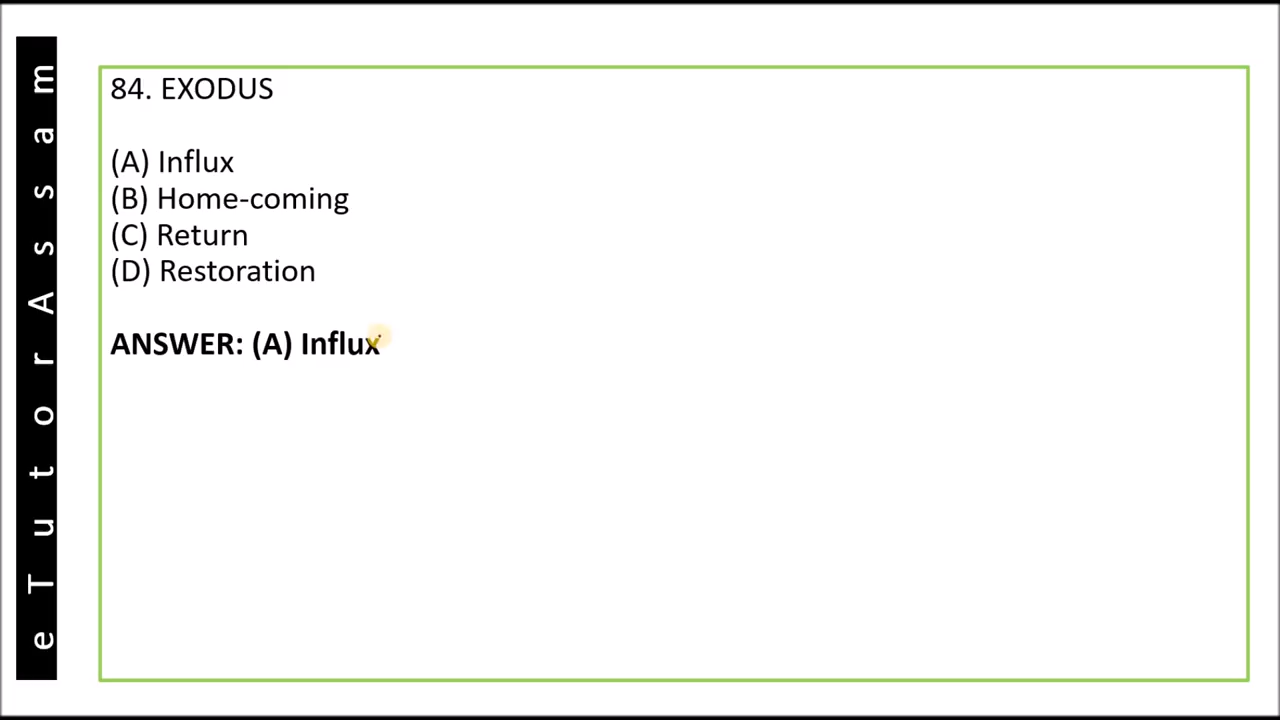 eTutorAssam
84. EXODUS
(A) Influx
(B) Home-coming
(C) Return
(D) Restoration
ANSWER: (A) Influx